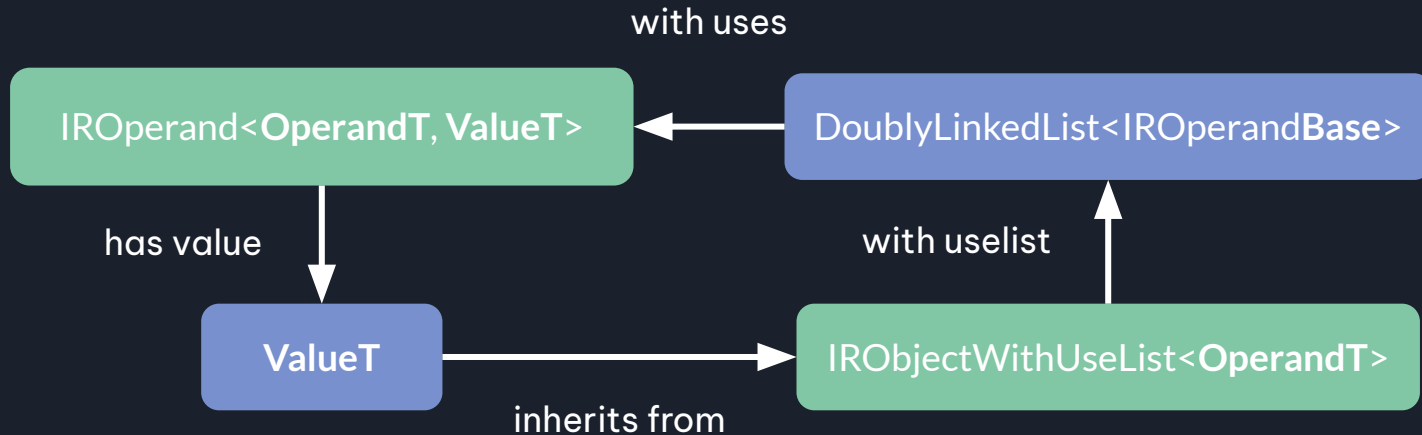 with uses
IROperand<OperandT, ValueT>
DoublyLinkedList<IROperandBase>
has value
with uselist
ValueT
IRObjectWithUseList<OperandT>
inherits from